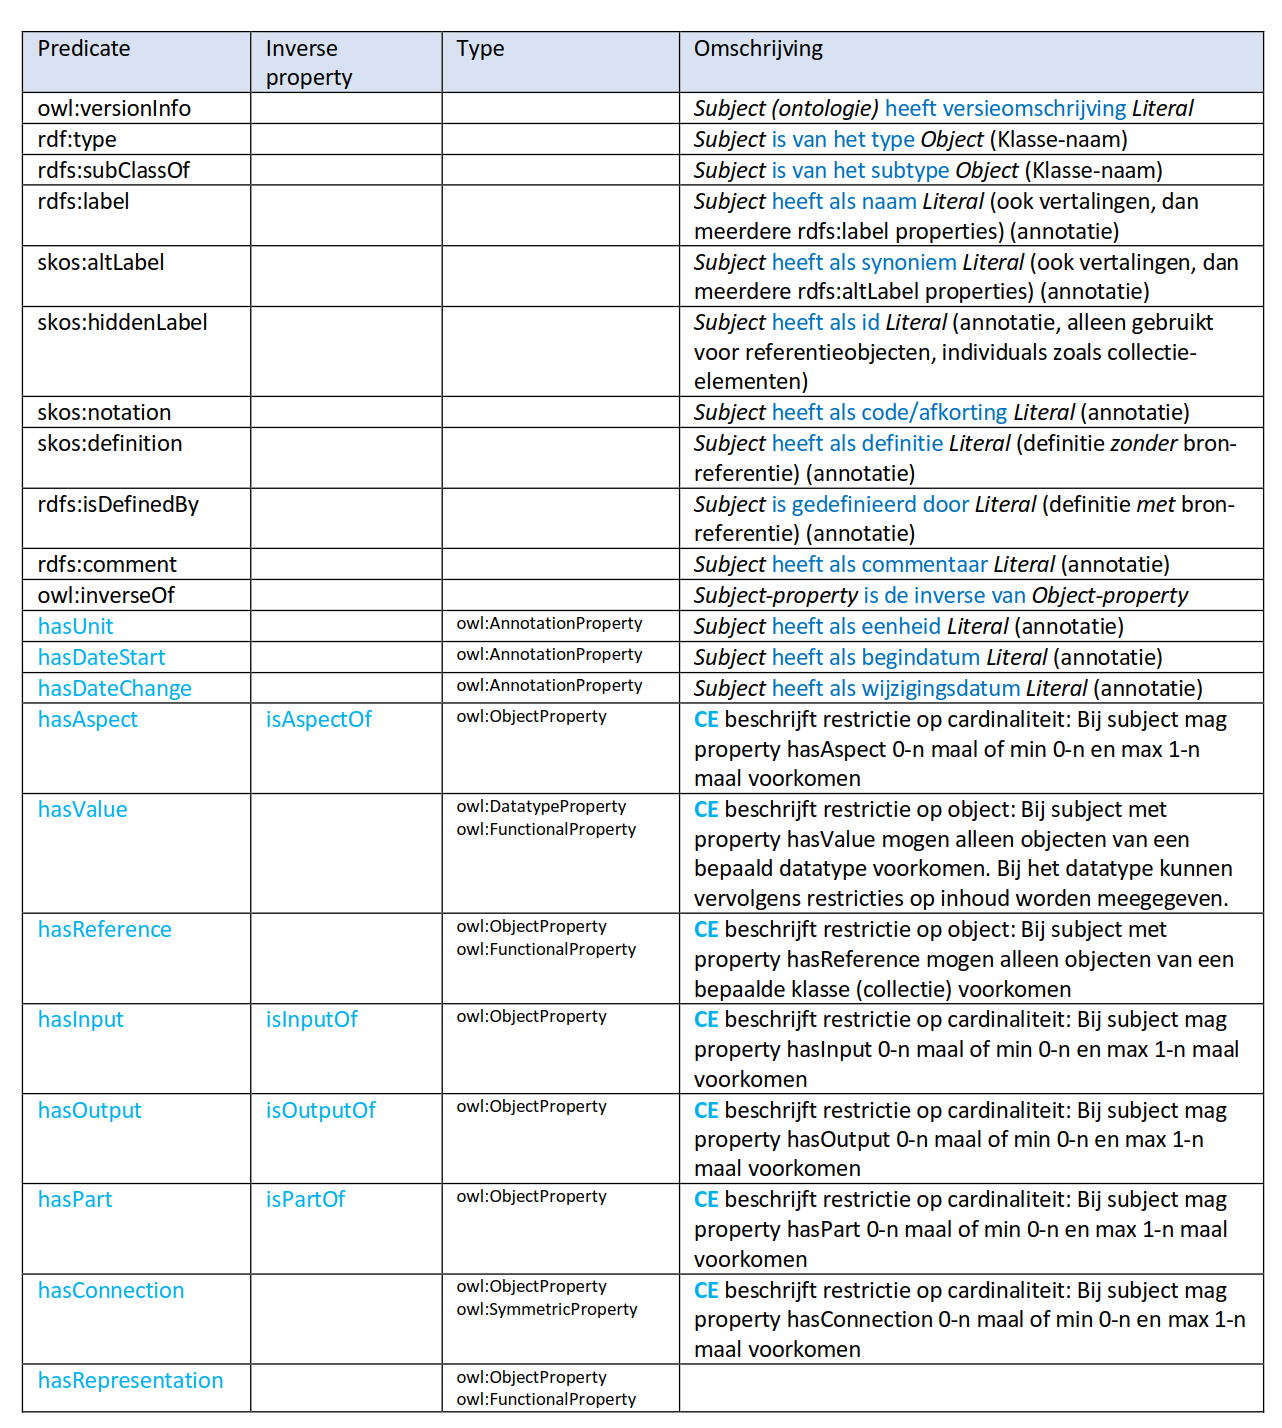 Predicate
Inverse
property
Type
Omschrijving
owl:versionInfo
Subject (ontologie) heeft versieomschrijving Literal
rdf:type
Subject is van het type Object (Klasse-naam)
rdfs:subClassOf
Subject is van het subtype Object (Klasse-naam)
rdfs:label
Subject heeft als naam Literal (ook vertalingen, dan
meerdere rdfs:label properties) (annotatie)
skos:altLabel
Subject heeft als synoniem Literal (ook vertalingen, dan
meerdere rdfs:altLabel properties) (annotatie)
skos:hiddenLabel
Subject heeft als id Literal (annotatie, alleen gebruikt
voor referentieobjecten, individuals zoals collectie-
elementen)
skos:notation
Subject heeft als code/afkorting Literal (annotatie)
skos:definition
Subject heeft als definitie Literal (definitie zonder bron-
referentie) (annotatie)
rdfs:isDefinedBy
Subject is gedefinieerd door Literal (definitie met bron-
referentie) (annotatie)
rdfs:comment
Subject heeft als commentaar Literal (annotatie)
owl:inverseOf
Subject-property is de inverse van Object-property
hasUnit
owl:AnnotationProperty
Subject heeft als eenheid Literal (annotatie)
hasDateStart
owl:AnnotationProperty
Subject heeft als begindatum Literal (annotatie)
hasDateChange
owl:AnnotationProperty
Subject heeft als wijzigingsdatum Literal (annotatie)
hasAspect
isAspectOf
owl:ObjectProperty
CE beschrijft restrictie op cardinaliteit: Bij subject mag
property hasAspect 0-n maal of min 0-n en max 1-n
maal voorkomen
hasValue
owl:DatatypeProperty
owl:FunctionalProperty
CE beschrijft restrictie op object: Bij subject met
property hasValue mogen alleen objecten van een
bepaald datatype voorkomen. Bij het datatype kunnen
vervolgens restricties op inhoud worden meegegeven.
hasReference
owl:ObjectProperty
owl:FunctionalProperty
CE beschrijft restrictie op object: Bij subject met
property hasReference mogen alleen objecten van een
bepaalde klasse (collectie) voorkomen
hasInput
isInputOf
owl:ObjectProperty
CE beschrijft restrictie op cardinaliteit: Bij subject mag
property hasInput 0-n maal of min 0-n en max 1-n maal
voorkomen
hasOutput
isOutputOf
owl:ObjectProperty
CE beschrijft restrictie op cardinaliteit: Bij subject mag
property hasOutput 0-n maal of min 0-n en max 1-n
maal voorkomen
hasPart
isPartOf
owl:ObjectProperty
CE beschrijft restrictie op cardinaliteit: Bij subject mag
property hasPart 0-n maal of min 0-n en max 1-n maal
voorkomen
hasConnection
owl:ObjectProperty
owl:SymmetricProperty
CE beschrijft restrictie op cardinaliteit: Bij subject mag
property hasConnection 0-n maal of min 0-n en max 1-n
maal voorkomen
hasRepresentation
owl:ObjectProperty
owl:FunctionalProperty